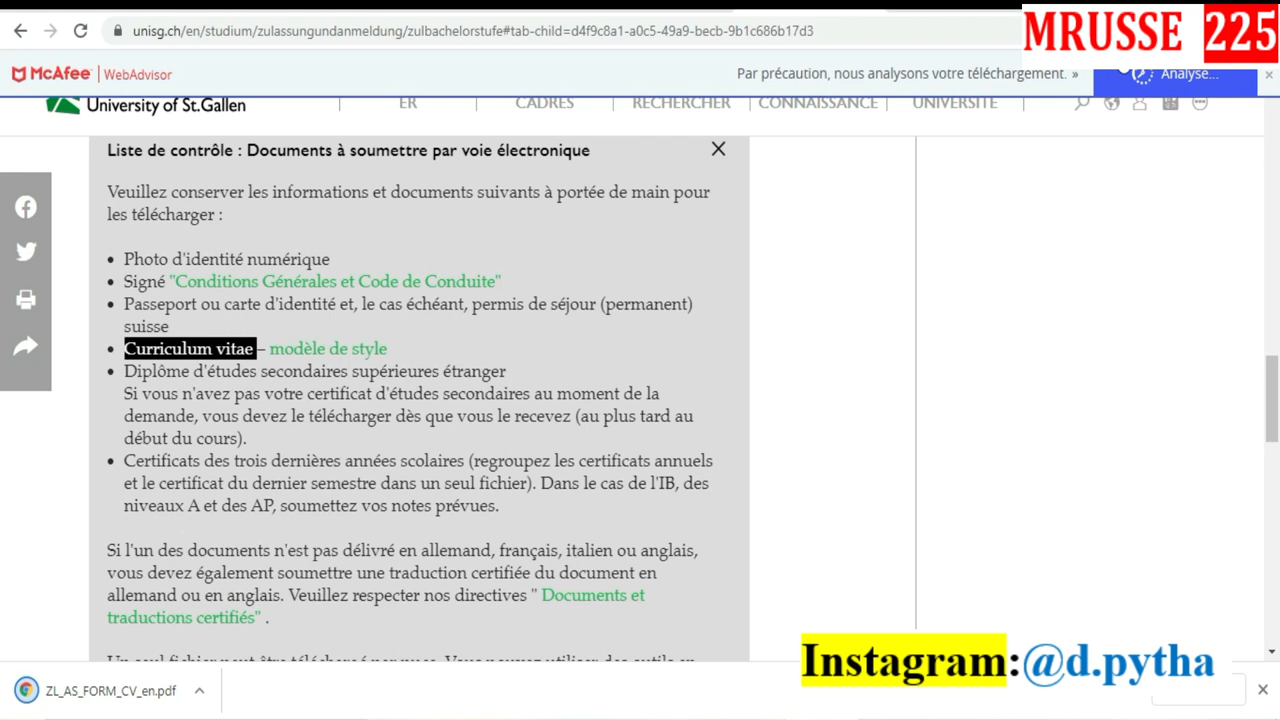 unisg.ch/en/studium/zulassungundanmeldung/zulbachelorstufe#tab-child=d4f9c8a1-a0c5-49a9-becb-9b1c686b17d3
MRUSSE 225
McAfee | WebAdvisor
Par précaution, nous analysons votre téléchargement. »
Analyse...
University of St.Gallen
ER
CADRES
RECHERCHER
CONNAISSANCE
UNIVERSITÉ
Liste de contrôle : Documents à soumettre par voie électronique
Veuillez conserver les informations et documents suivants à portée de main pour
les télécharger :
• Photo d'identité numérique
• Signé "Conditions Générales et Code de Conduite"
• Passeport ou carte d'identité et, le cas échéant, permis de séjour (permanent)
suisse
• Curriculum vitae – modèle de style
• Diplôme d'études secondaires supérieures étranger
Si vous n'avez pas votre certificat d'études secondaires au moment de la
demande, vous devez le télécharger dès que vous le recevez (au plus tard au
début du cours).
• Certificats des trois dernières années scolaires (regroupez les certificats annuels
et le certificat du dernier semestre dans un seul fichier). Dans le cas de l'IB, des
niveaux A et des AP, soumettez vos notes prévues.
Si l'un des documents n'est pas délivré en allemand, français, italien ou anglais,
vous devez également soumettre une traduction certifiée du document en
allemand ou en anglais. Veuillez respecter nos directives " Documents et
traductions certifiés" .
Instagram:@d.pytha
ZL_AS_FORM_CV_en.pdf